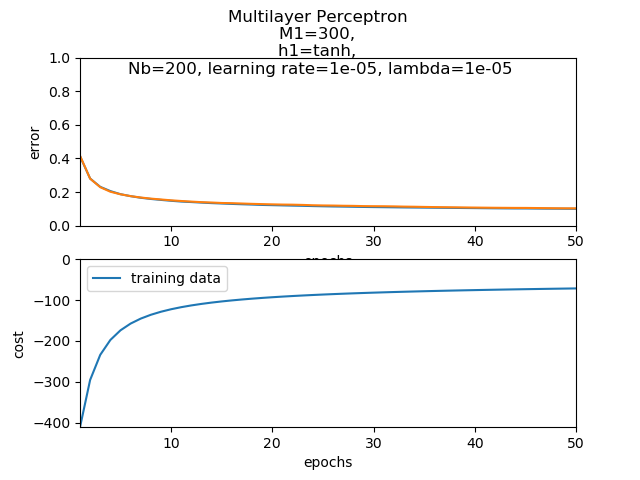 Multilayer Perceptron
M1=300,
h1=tanh,
Nb=200, learning rate=1e-05, lambda=1e-05
1.0
0.8
0.6
0.4
0.2
0.0
error
10
20
30
40
50
epochs
0
−100
−200
−300
−400
cost
training data
10
20
30
40
50
epochs